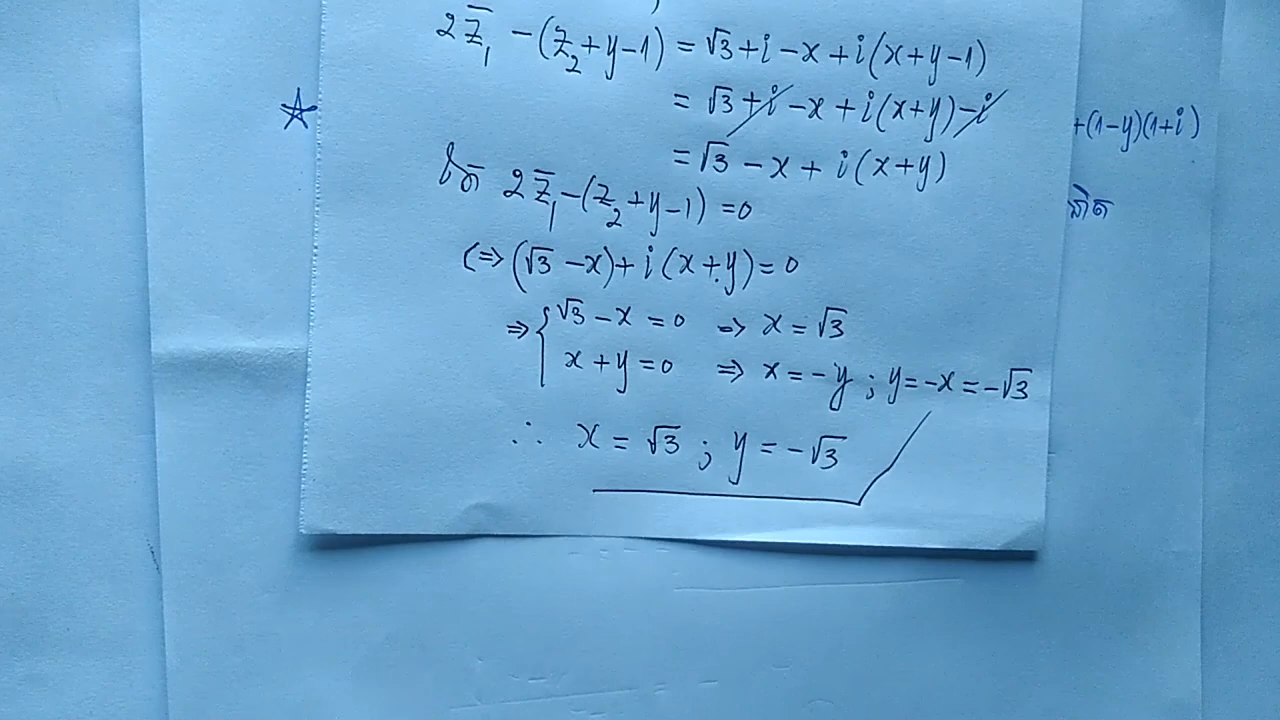 2z̄₁ - (z₂ + y - 1) = √3 + i - x + i(x + y - 1)
= √3 + i - x + i(x + y) - i
+(1-y)(1+i)
= √3 - x + i(x + y)
តែ 2z̄₁ - (z₂ + y - 1) = 0
(=> (√3 - x) + i(x + y) = 0
=> { √3 - x = 0 => x = √3
x + y = 0 => x = -y ; y = -x = -√3
∴ x = √3 ; y = -√3